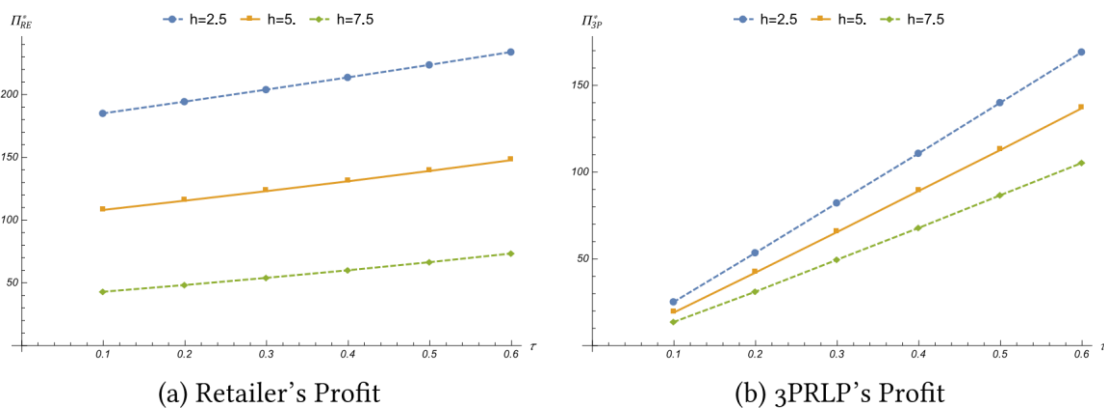 Π*RE
h=2.5 h=5. h=7.5
200
150
100
50
0.1 0.2 0.3 0.4 0.5 0.6 τ
(a) Retailer's Profit
Π*3P
h=2.5 h=5. h=7.5
150
100
50
0.1 0.2 0.3 0.4 0.5 0.6 τ
(b) 3PRLP's Profit